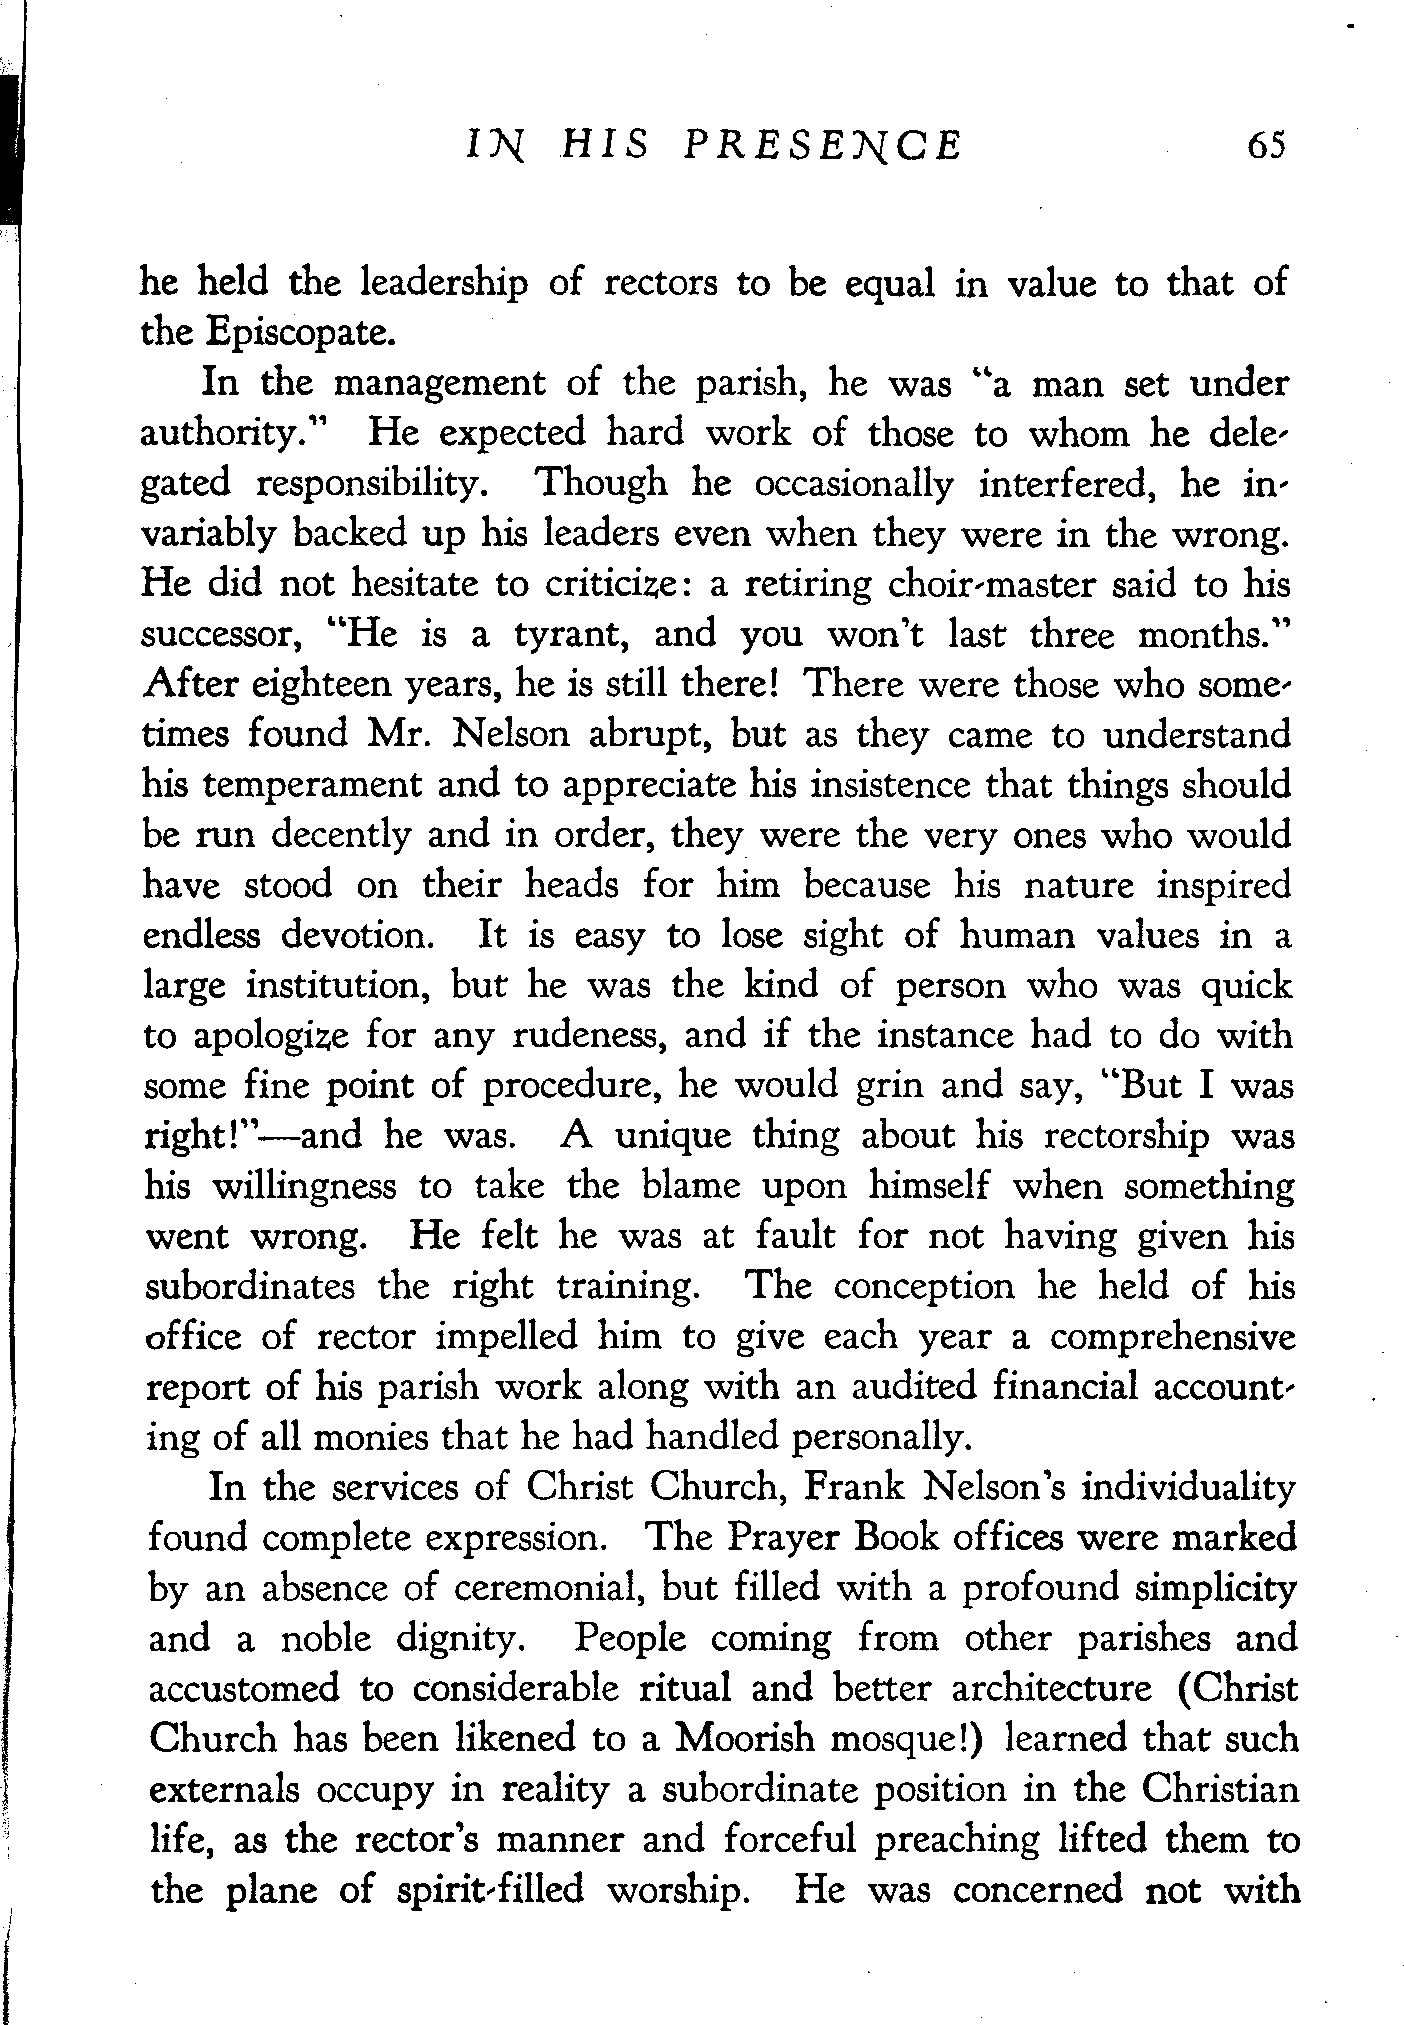 IN HIS PRESENCE 65
he held the leadership of rectors to be equal in value to that of
the Episcopate.
In the management of the parish, he was "a man set under
authority." He expected hard work of those to whom he dele-
gated responsibility. Though he occasionally interfered, he in-
variably backed up his leaders even when they were in the wrong.
He did not hesitate to criticize: a retiring choir-master said to his
successor, "He is a tyrant, and you won't last three months."
After eighteen years, he is still there! There were those who some-
times found Mr. Nelson abrupt, but as they came to understand
his temperament and to appreciate his insistence that things should
be run decently and in order, they were the very ones who would
have stood on their heads for him because his nature inspired
endless devotion. It is easy to lose sight of human values in a
large institution, but he was the kind of person who was quick
to apologize for any rudeness, and if the instance had to do with
some fine point of procedure, he would grin and say, "But I was
right!"—and he was. A unique thing about his rectorship was
his willingness to take the blame upon himself when something
went wrong. He felt he was at fault for not having given his
subordinates the right training. The conception he held of his
office of rector impelled him to give each year a comprehensive
report of his parish work along with an audited financial account-
ing of all monies that he had handled personally.
In the services of Christ Church, Frank Nelson's individuality
found complete expression. The Prayer Book offices were marked
by an absence of ceremonial, but filled with a profound simplicity
and a noble dignity. People coming from other parishes and
accustomed to considerable ritual and better architecture (Christ
Church has been likened to a Moorish mosque!) learned that such
externals occupy in reality a subordinate position in the Christian
life, as the rector's manner and forceful preaching lifted them to
the plane of spirit-filled worship. He was concerned not with